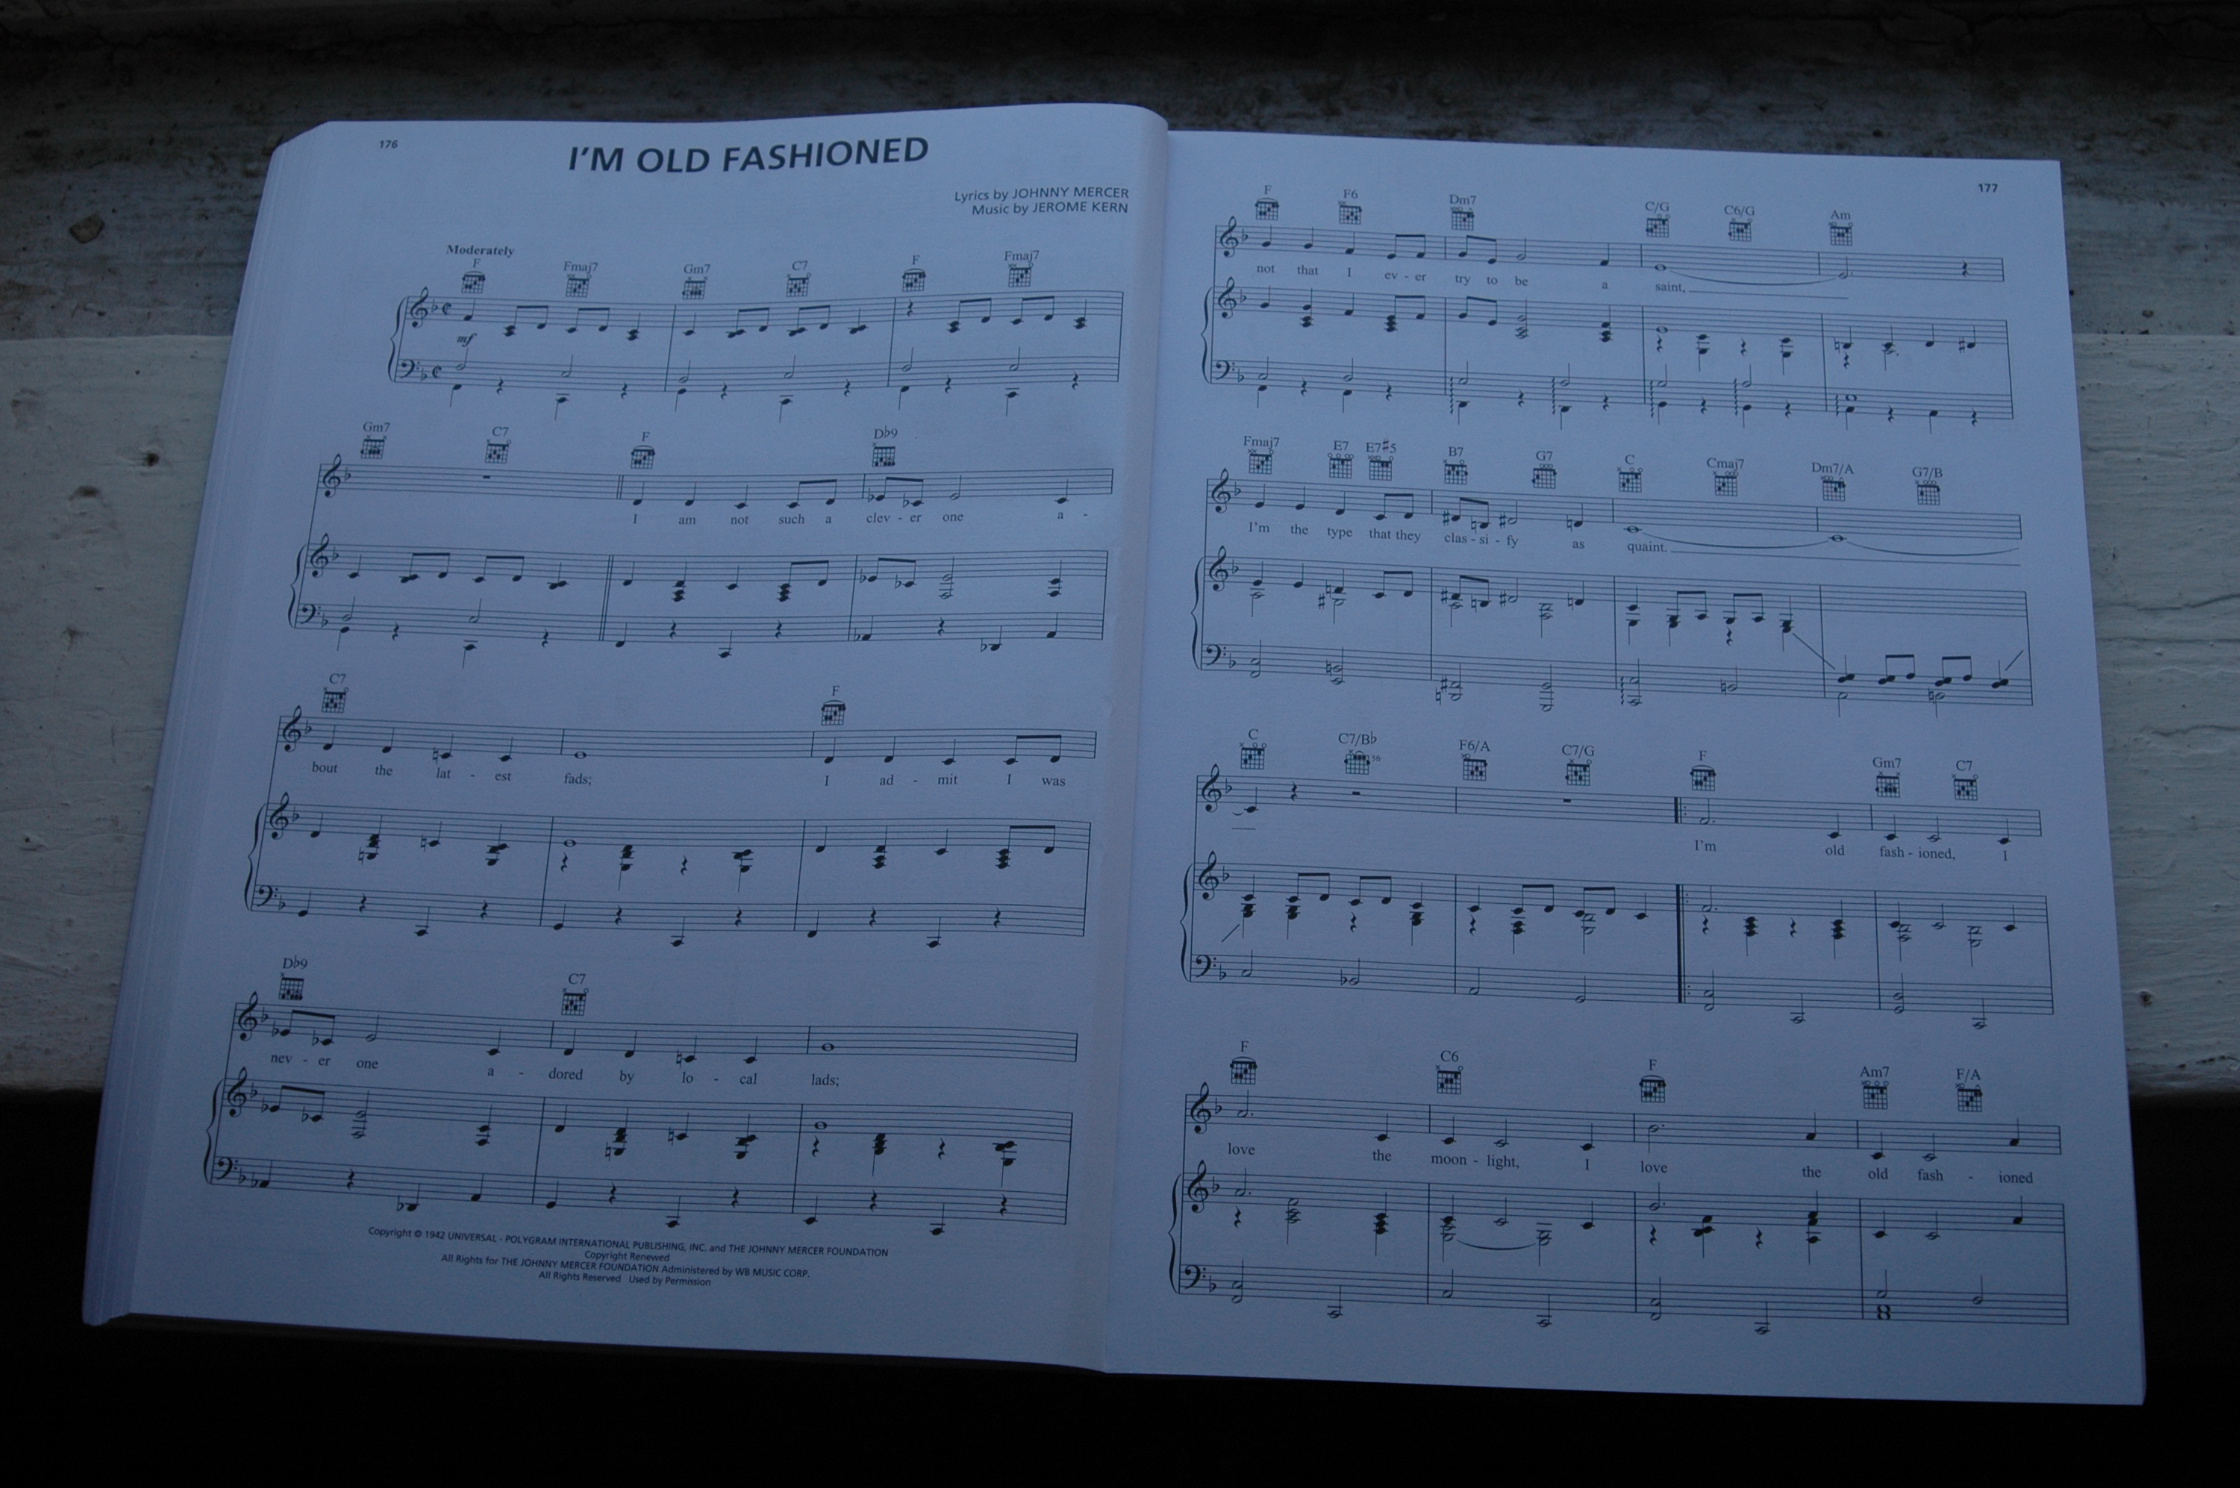 176
I'M OLD FASHIONED
Lyrics by JOHNNY MERCER
Music by JEROME KERN
Moderately
F Fmaj7 Gm7 C7 F Fmaj7
mf
Gm7 C7 F D♭9
I am not such a clev - er one a -
C7 F
bout the lat - est fads; I ad - mit I was
D♭9 C7
nev - er one a - dored by lo - cal lads;
Copyright © 1942 UNIVERSAL - POLYGRAM INTERNATIONAL PUBLISHING, INC. and THE JOHNNY MERCER FOUNDATION
Copyright Renewed
All Rights for THE JOHNNY MERCER FOUNDATION Administered by WB MUSIC CORP.
All Rights Reserved Used by Permission
177
F F6 Dm7 C/G C6/G Am
not that I ev - er try to be a saint,
Fmaj7 E7 E7♯5 B7 G7 C Cmaj7 Dm7/A G7/B
I'm the type that they clas - si - fy as quaint.
C C7/B♭ F6/A C7/G F Gm7 C7
I'm old fash - ioned, I
F C6 F Am7 F/A
love the moon - light, I love the old fash - ioned